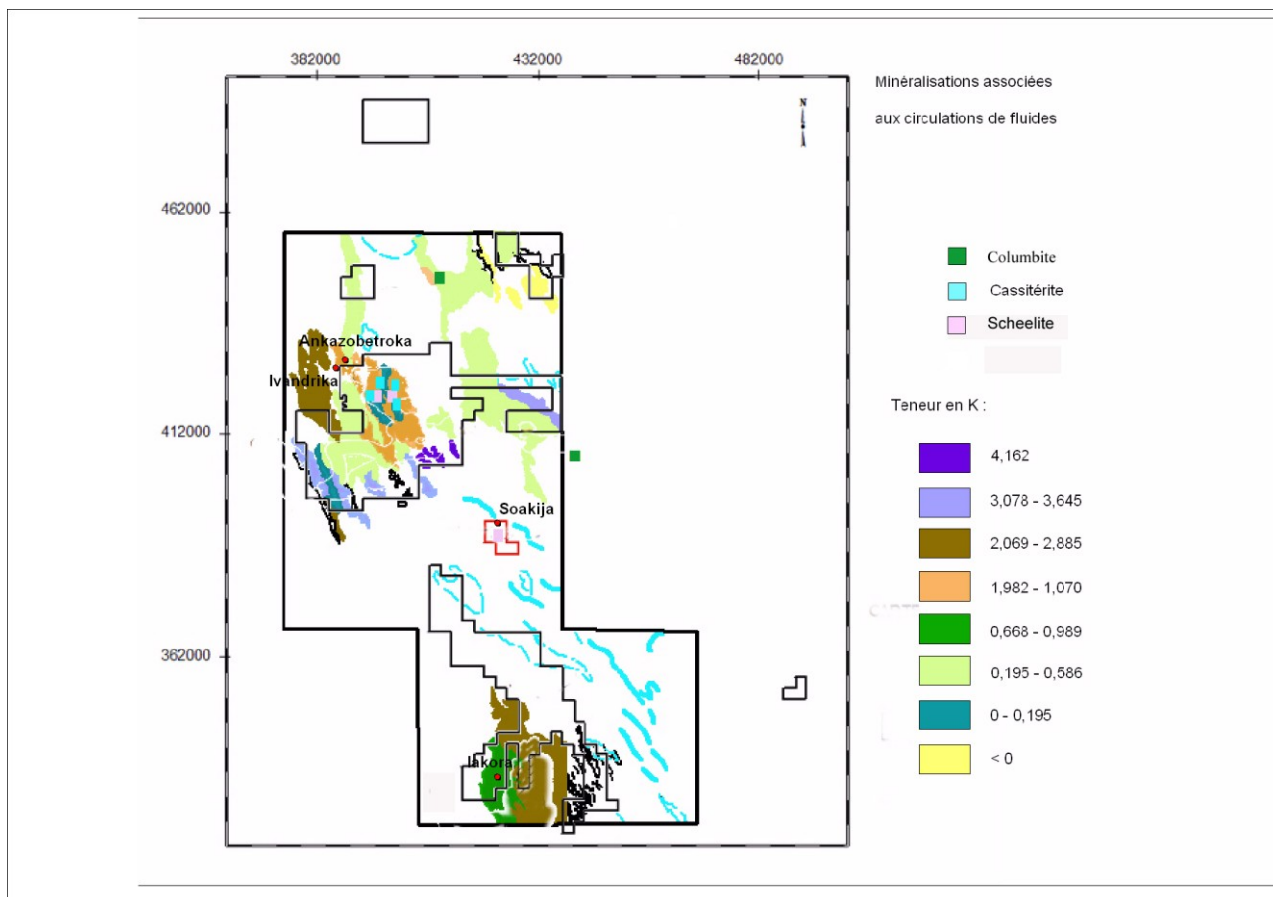 382000 432000 482000
Minéralisations associées
aux circulations de fluides
N
462000
Columbite
Cassitérite
Scheelite
Ankazobetroka
Ivandrika
Teneur en K :
412000
4,162
3,078 - 3,645
Soakija
2,069 - 2,885
1,982 - 1,070
0,668 - 0,989
362000
0,195 - 0,586
0 - 0,195
Iakora
< 0